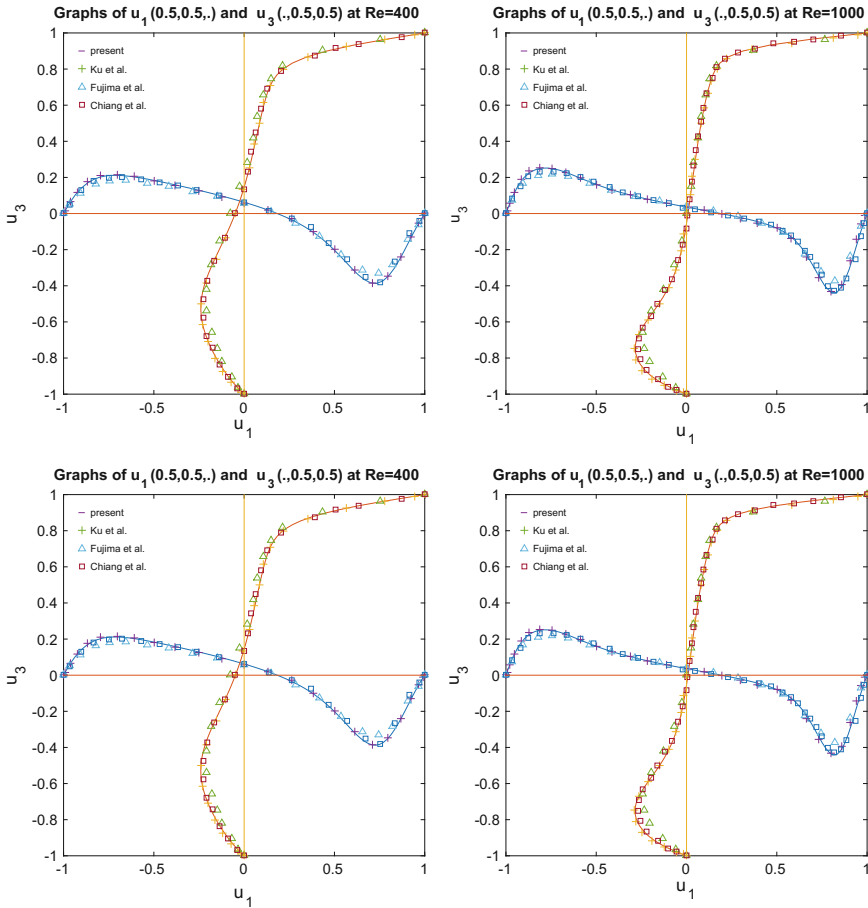 Graphs of u1(0.5,0.5,.) and u3(.,0.5,0.5) at Re=400
1
0.8
0.6
0.4
0.2
0
-0.2
-0.4
-0.6
-0.8
-1
u3
present
Ku et al.
Fujima et al.
Chiang et al.
-1 -0.5 0 0.5 1
u1
Graphs of u1(0.5,0.5,.) and u3(.,0.5,0.5) at Re=1000
1
0.8
0.6
0.4
0.2
0
-0.2
-0.4
-0.6
-0.8
-1
u3
present
Ku et al.
Fujima et al.
Chiang et al.
-1 -0.5 0 0.5 1
u1
Graphs of u1(0.5,0.5,.) and u3(.,0.5,0.5) at Re=400
1
0.8
0.6
0.4
0.2
0
-0.2
-0.4
-0.6
-0.8
-1
u3
present
Ku et al.
Fujima et al.
Chiang et al.
-1 -0.5 0 0.5 1
u1
Graphs of u1(0.5,0.5,.) and u3(.,0.5,0.5) at Re=1000
1
0.8
0.6
0.4
0.2
0
-0.2
-0.4
-0.6
-0.8
-1
u3
present
Ku et al.
Fujima et al.
Chiang et al.
-1 -0.5 0 0.5 1
u1